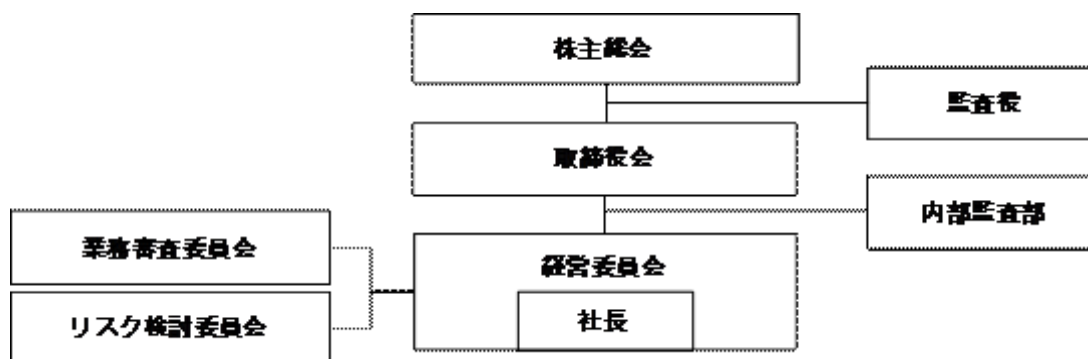 株主総会
監査役
取締役会
内部監査部
業務審査委員会
経営委員会
リスク検討委員会
社長